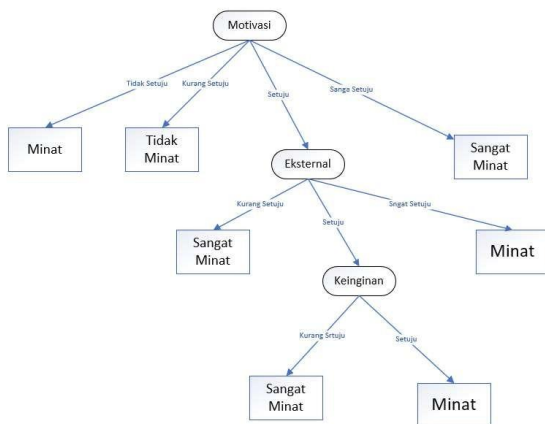 Motivasi
Tidak Setuju
Kurang Setuju
Setuju
Sanga Setuju
Minat
Tidak
Minat
Eksternal
Sangat
Minat
Kurang Setuju
Setuju
Sngat Setuju
Sangat
Minat
Minat
Keinginan
Kurang Srtuju
Setuju
Sangat
Minat
Minat